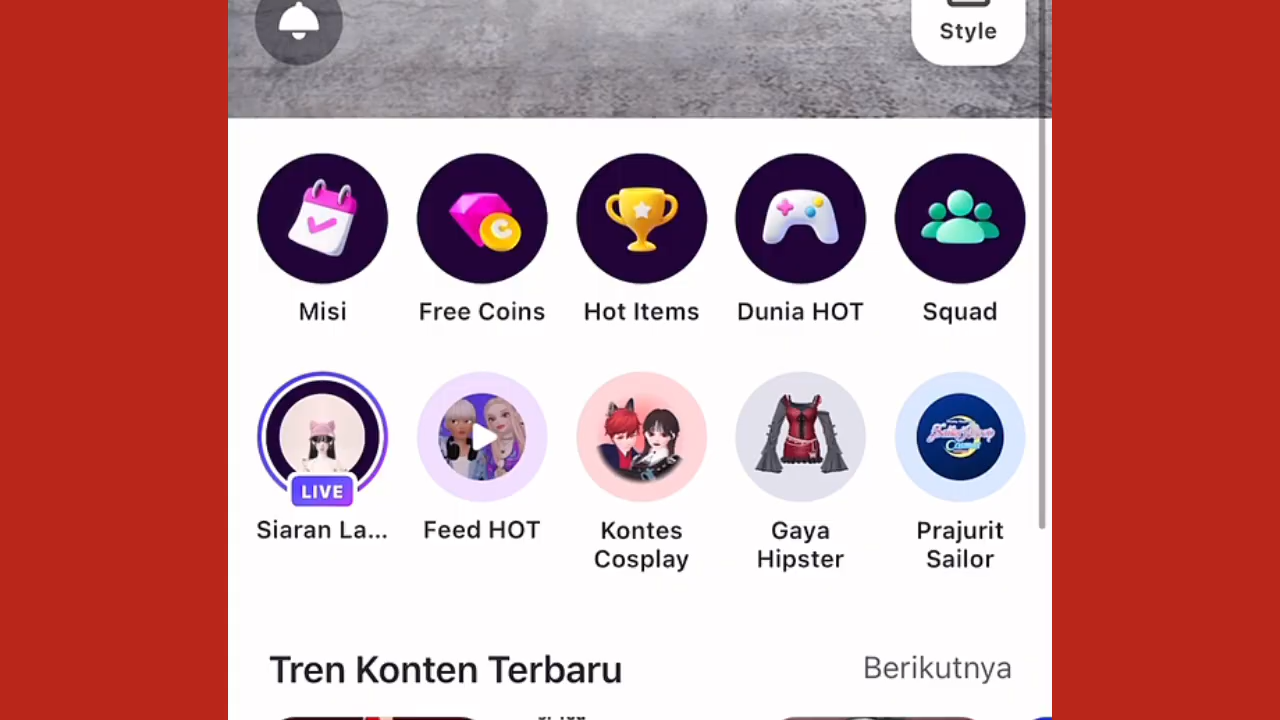 Style
Misi
Free Coins
Hot Items
Dunia HOT
Squad
LIVE
Siaran La...
Feed HOT
Kontes
Cosplay
Gaya
Hipster
Prajurit
Sailor
Tren Konten Terbaru
Berikutnya